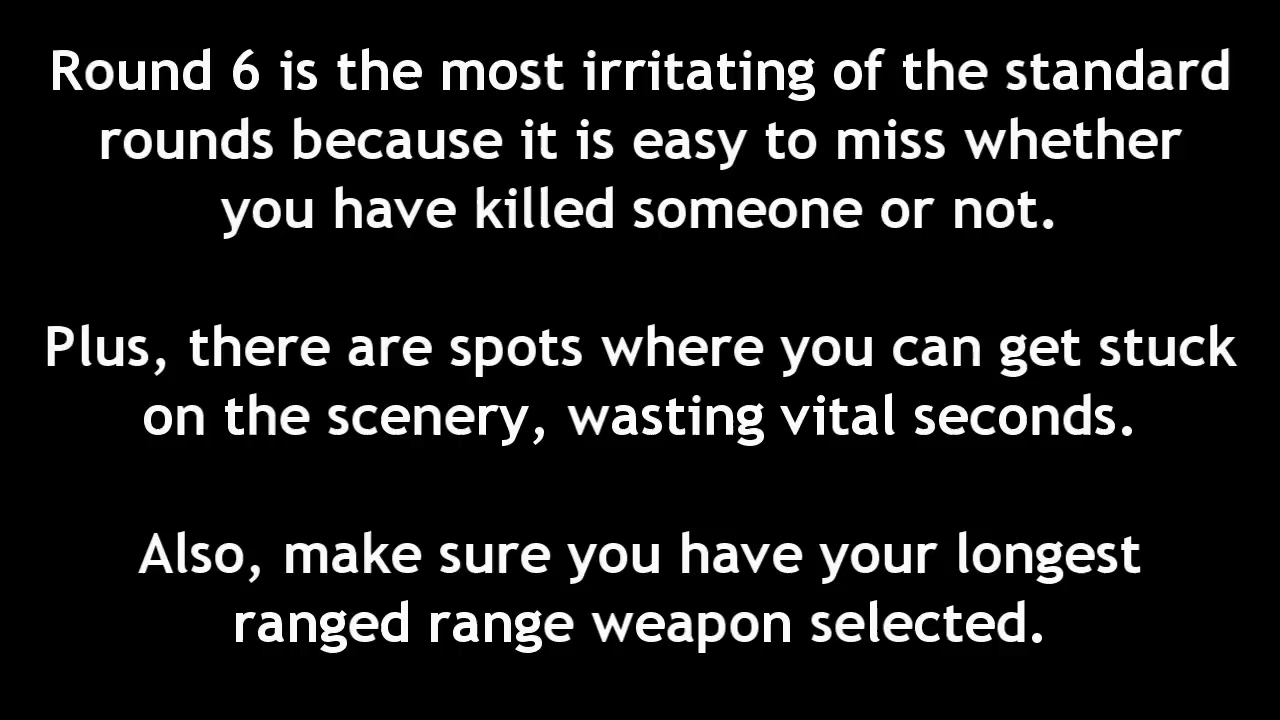 Round 6 is the most irritating of the standard
rounds because it is easy to miss whether
you have killed someone or not.
Plus, there are spots where you can get stuck
on the scenery, wasting vital seconds.
Also, make sure you have your longest
ranged range weapon selected.